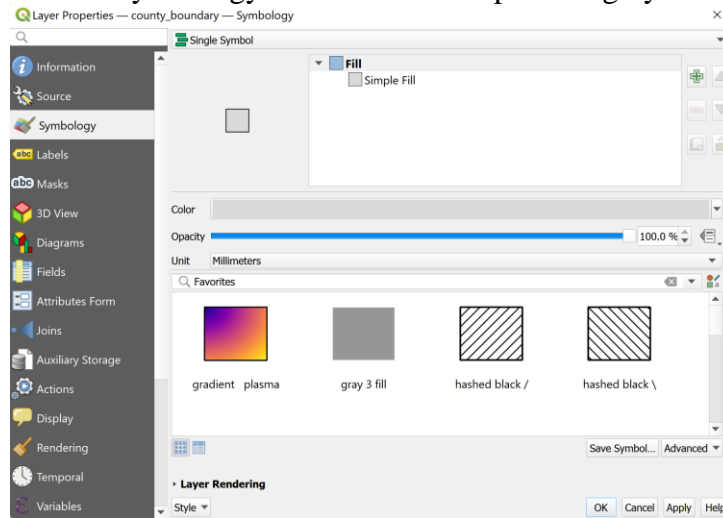 Layer Properties — county_boundary — Symbology
Single Symbol
Information
Source
Symbology
abc Labels
abc Masks
3D View
Diagrams
Fields
Attributes Form
Joins
Auxiliary Storage
Actions
Display
Rendering
Temporal
Variables
Fill
Simple Fill
Color
Opacity
100.0 %
Unit
Millimeters
Favorites
gradient plasma
gray 3 fill
hashed black /
hashed black \
Save Symbol...
Advanced
Layer Rendering
Style
OK
Cancel
Apply